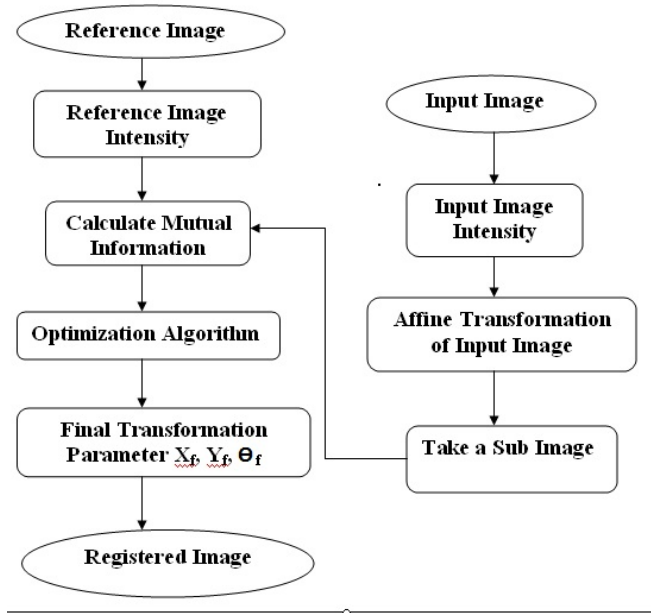 Reference Image
Reference Image
Intensity
Calculate Mutual
Information
Optimization Algorithm
Final Transformation
Parameter Xf, Yf, Θf
Registered Image
Input Image
Input Image
Intensity
Affine Transformation
of Input Image
Take a Sub Image